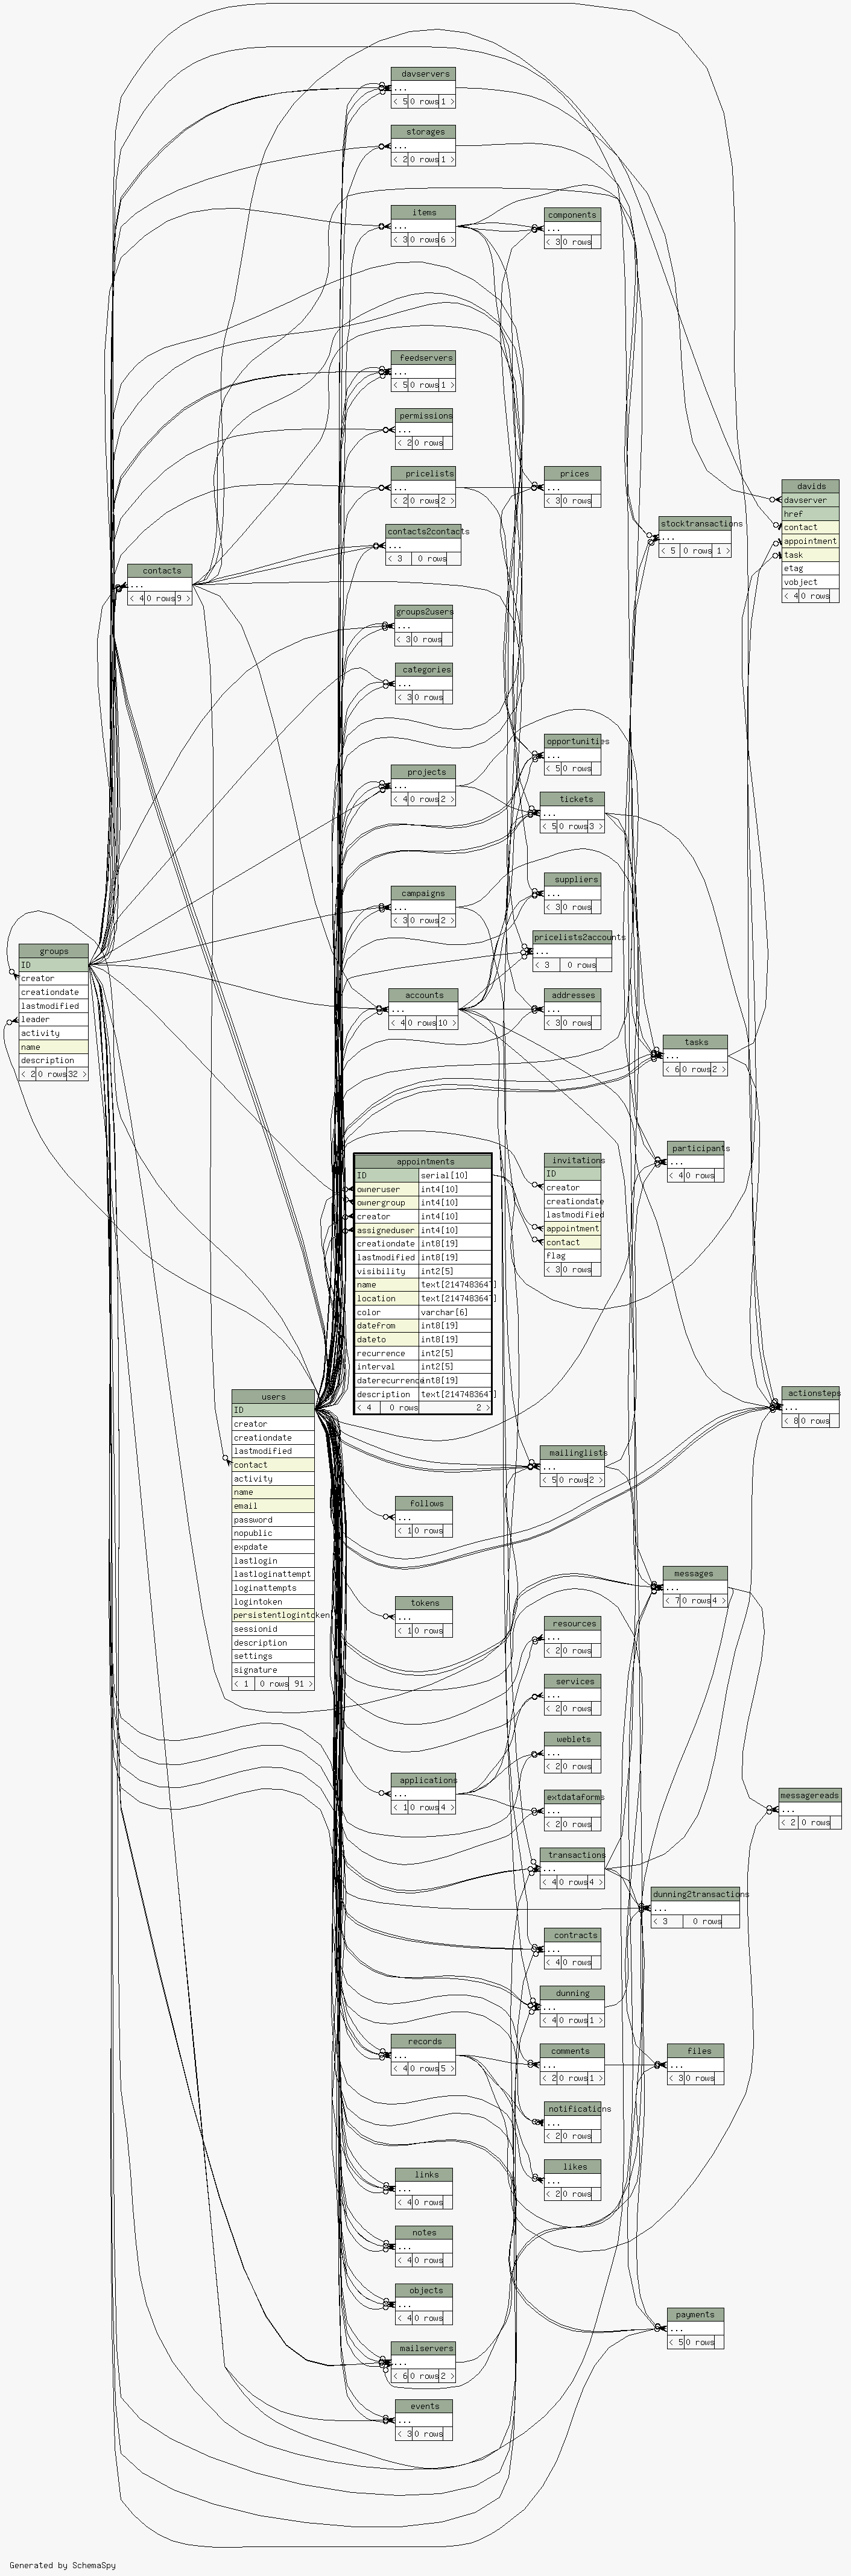 davservers
...
< 5 0 rows 1 >
storages
...
< 2 0 rows 1 >
items
...
< 3 0 rows 6 >
components
...
< 3 0 rows
feedservers
...
< 5 0 rows 1 >
permissions
...
< 2 0 rows
pricelists
...
< 2 0 rows 2 >
prices
...
< 3 0 rows
davids
davserver
href
contact
appointment
task
etag
vobject
< 4 0 rows
stocktransactions
...
< 5 0 rows 1 >
contacts2contacts
...
< 3 0 rows
contacts
...
< 4 0 rows 9 >
groups2users
...
< 3 0 rows
categories
...
< 3 0 rows
opportunities
...
< 5 0 rows
projects
...
< 4 0 rows 2 >
tickets
...
< 5 0 rows 3 >
suppliers
...
< 3 0 rows
campaigns
...
< 3 0 rows 2 >
pricelists2accounts
...
< 3 0 rows
groups
ID
creator
creationdate
lastmodified
leader
activity
name
description
< 2 0 rows 32 >
accounts
...
< 4 0 rows 10 >
addresses
...
< 3 0 rows
tasks
...
< 6 0 rows 2 >
participants
...
< 4 0 rows
appointments
ID serial[10]
owneruser int4[10]
ownergroup int4[10]
creator int4[10]
assigneduser int4[10]
creationdate int8[19]
lastmodified int8[19]
visibility int2[5]
name text[2147483647]
location text[2147483647]
color varchar[6]
datefrom int8[19]
dateto int8[19]
recurrence int2[5]
interval int2[5]
daterecurrence int8[19]
description text[2147483647]
< 4 0 rows 2 >
invitations
ID
creator
creationdate
lastmodified
appointment
contact
flag
< 3 0 rows
users
ID
creator
creationdate
lastmodified
contact
activity
name
email
password
nopublic
expdate
lastlogin
lastloginattempt
loginattempts
logintoken
persistentlogintoken
sessionid
description
settings
signature
< 1 0 rows 91 >
actionsteps
...
< 8 0 rows
mailinglists
...
< 5 0 rows 2 >
follows
...
< 1 0 rows
messages
...
< 7 0 rows 4 >
tokens
...
< 1 0 rows
resources
...
< 2 0 rows
services
...
< 2 0 rows
weblets
...
< 2 0 rows
applications
...
< 1 0 rows 4 >
extdataforms
...
< 2 0 rows
messagereads
...
< 2 0 rows
transactions
...
< 4 0 rows 4 >
dunning2transactions
...
< 3 0 rows
contracts
...
< 4 0 rows
dunning
...
< 4 0 rows 1 >
records
...
< 4 0 rows 5 >
comments
...
< 2 0 rows 1 >
files
...
< 3 0 rows
notifications
...
< 2 0 rows
likes
...
< 2 0 rows
links
...
< 4 0 rows
notes
...
< 4 0 rows
objects
...
< 4 0 rows
payments
...
< 5 0 rows
mailservers
...
< 6 0 rows 2 >
events
...
< 3 0 rows
Generated by SchemaSpy